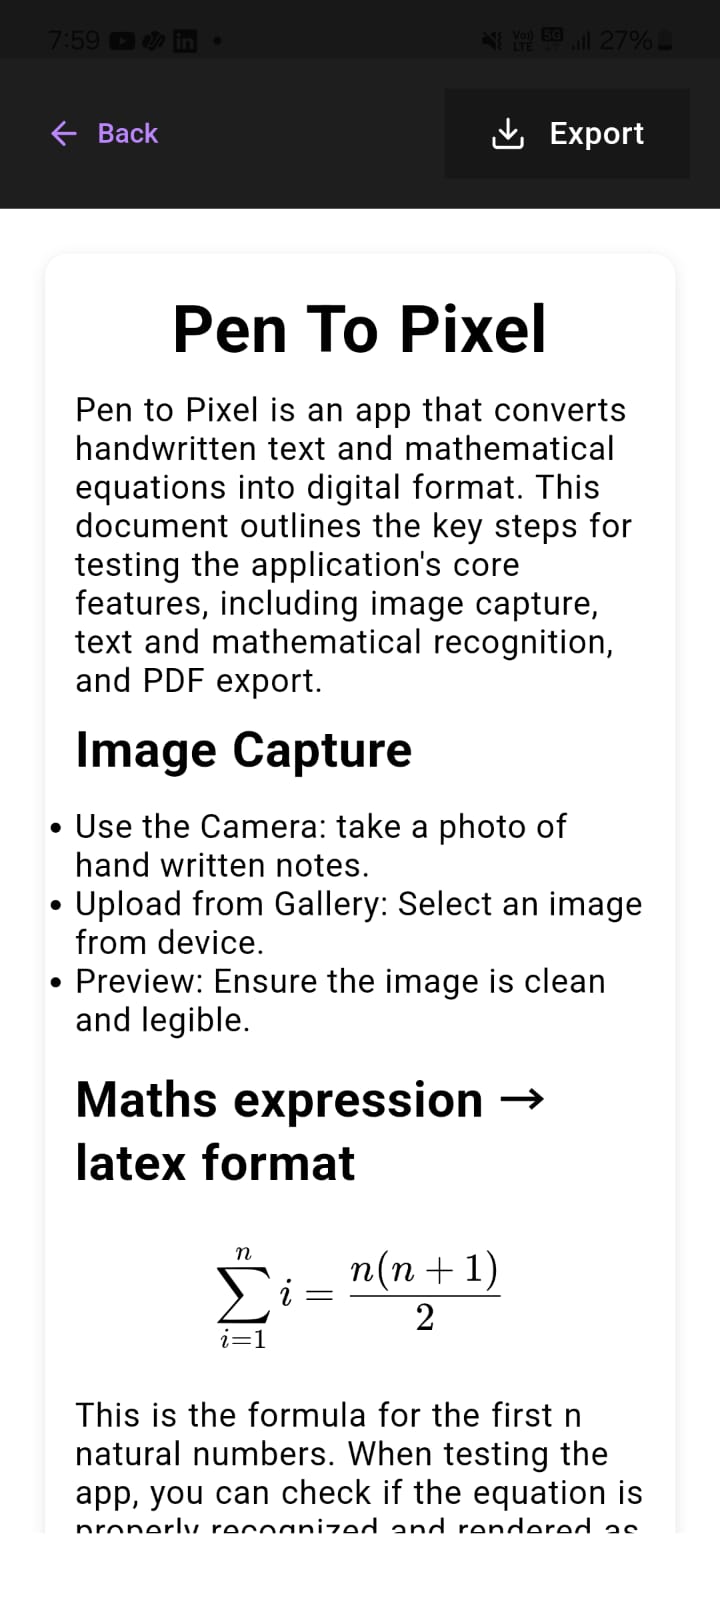 7:59
Vo)) LTE 5G 27%
Back
Export
Pen To Pixel
Pen to Pixel is an app that converts
handwritten text and mathematical
equations into digital format. This
document outlines the key steps for
testing the application's core
features, including image capture,
text and mathematical recognition,
and PDF export.
Image Capture
• Use the Camera: take a photo of
hand written notes.
• Upload from Gallery: Select an image
from device.
• Preview: Ensure the image is clean
and legible.
Maths expression →
latex format
\sum_{i=1}^{n} i = \frac{n(n+1)}{2}
This is the formula for the first n
natural numbers. When testing the
app, you can check if the equation is
properly recognized and rendered as